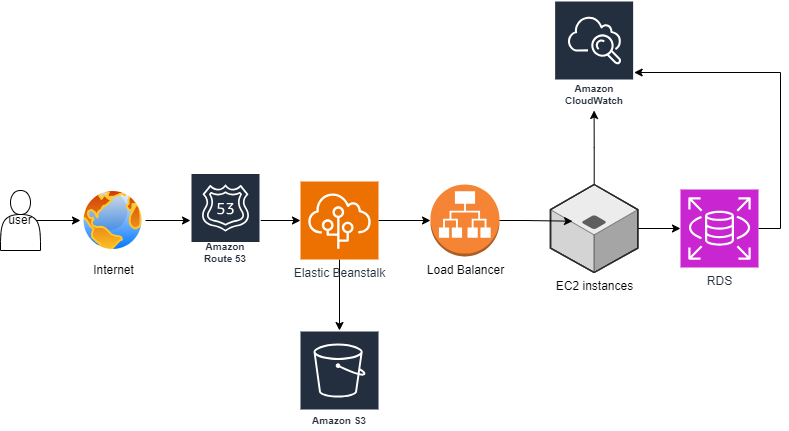 Amazon
CloudWatch
user
Internet
53
Amazon
Route 53
Elastic Beanstalk
Load Balancer
EC2 instances
RDS
Amazon S3